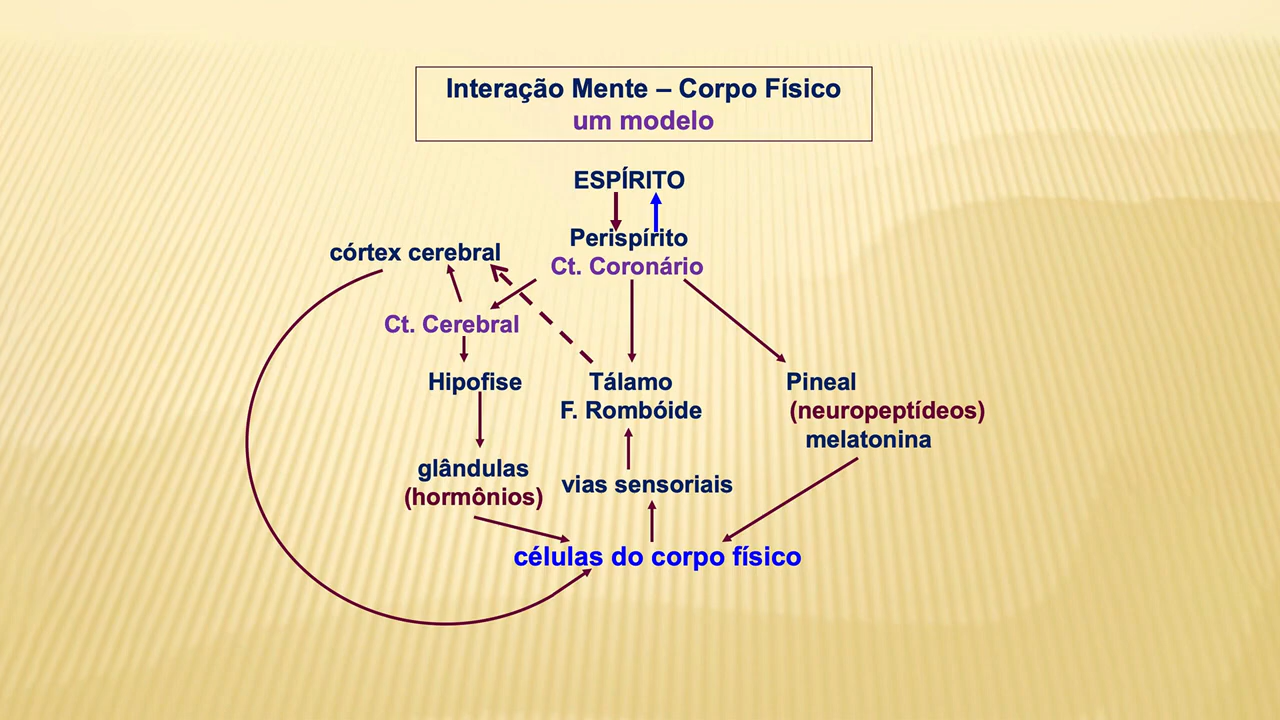 Interação Mente – Corpo Físico
um modelo
ESPÍRITO
Perispírito
Ct. Coronário
córtex cerebral
Ct. Cerebral
Hipofise
glândulas
(hormônios)
Tálamo
F. Rombóide
vias sensoriais
Pineal
(neuropeptídeos)
melatonina
células do corpo físico